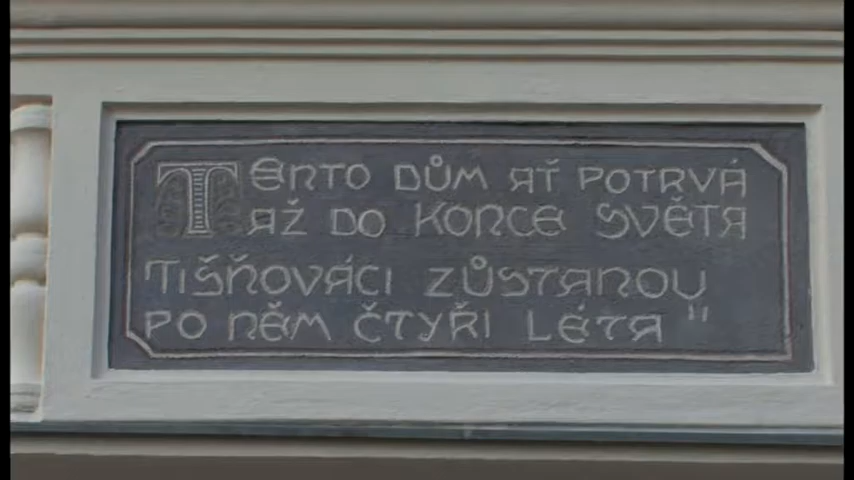 TENTO DŮM AŤ POTRVÁ
AŽ DO KONCE SVĚTA
TIŠŇOVÁCI ZŮSTANOU
PO NĚM ČTYŘI LÉTA"